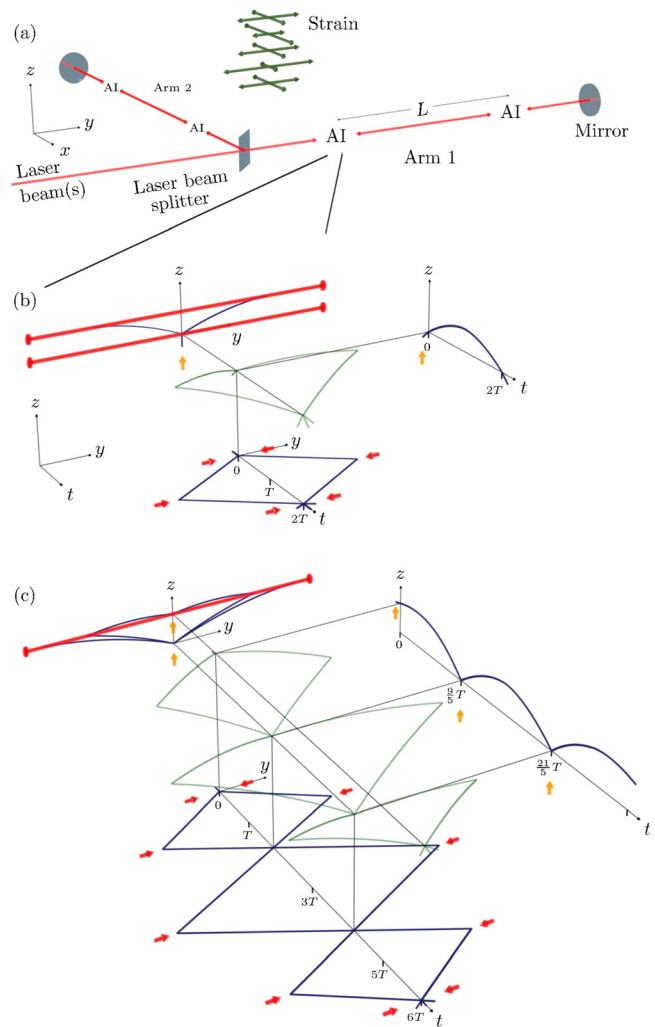 (a)
Strain
AI
Arm 2
z
y
x
AI
AI
L
AI
Mirror
Arm 1
Laser
beam(s)
Laser beam
splitter
(b)
z
y
z
0
2T
t
z
y
t
y
0
T
2T
t
(c)
z
y
z
0
9/5 T
21/5 T
t
y
0
T
3T
5T
6T
t